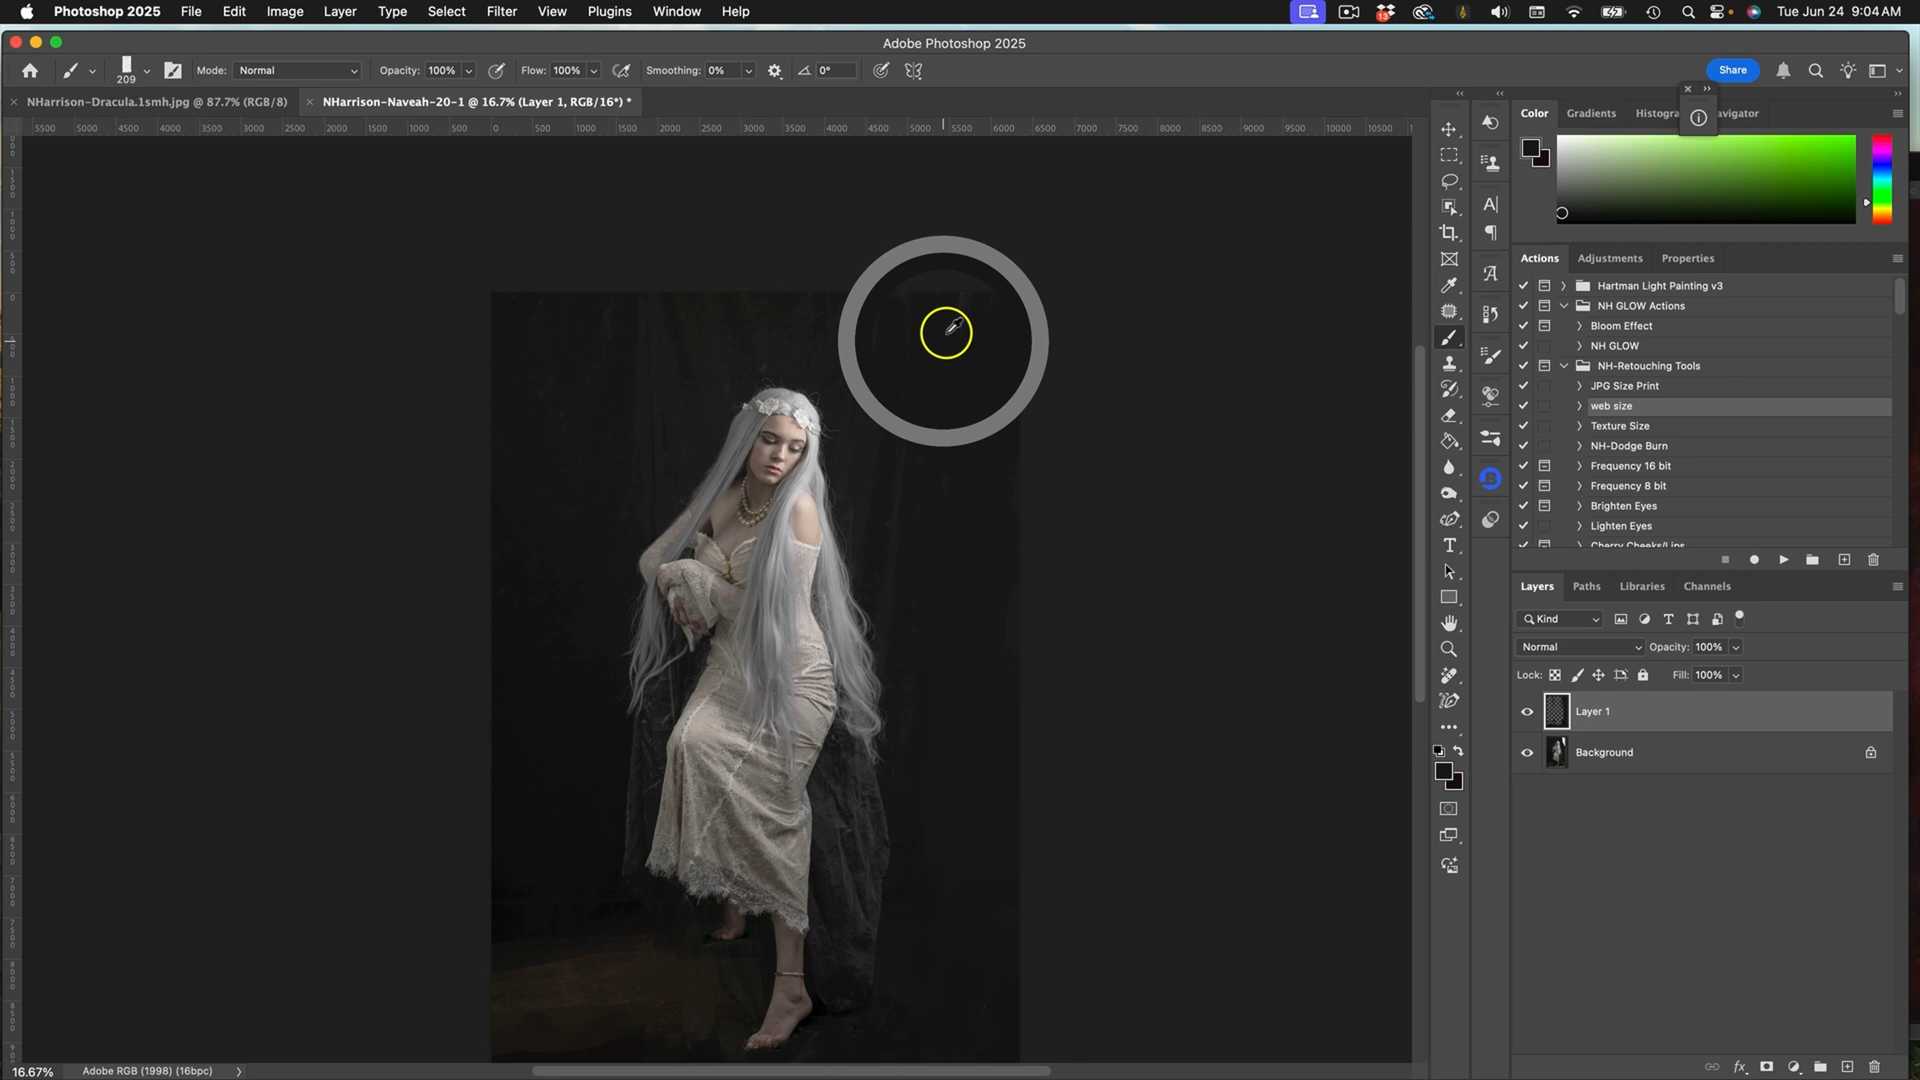 Photoshop 2025 File Edit Image Layer Type Select Filter View Plugins Window Help
13
Tue Jun 24 9:04 AM
Adobe Photoshop 2025
209
Mode: Normal
Opacity: 100%
Flow: 100%
Smoothing: 0%
0°
Share
NHarrison-Dracula.1smh.jpg @ 87.7% (RGB/8)
NHarrison-Naveah-20-1 @ 16.7% (Layer 1, RGB/16*) *
5500 5000 4500 4000 3500 3000 2500 2000 1500 1000 500 0 500 1000 1500 2000 2500 3000 3500 4000 4500 5000 5500 6000 6500 7000 7500 8000 8500 9000 9500 10000 10500
Color Gradients Histogra avigator
Actions Adjustments Properties
Hartman Light Painting v3
NH GLOW Actions
Bloom Effect
NH GLOW
NH-Retouching Tools
JPG Size Print
web size
Texture Size
NH-Dodge Burn
Frequency 16 bit
Frequency 8 bit
Brighten Eyes
Lighten Eyes
Cherry Cheeks/Lips
Layers Paths Libraries Channels
Kind
Normal Opacity: 100%
Lock: Fill: 100%
Layer 1
Background
16.67% Adobe RGB (1998) (16bpc)